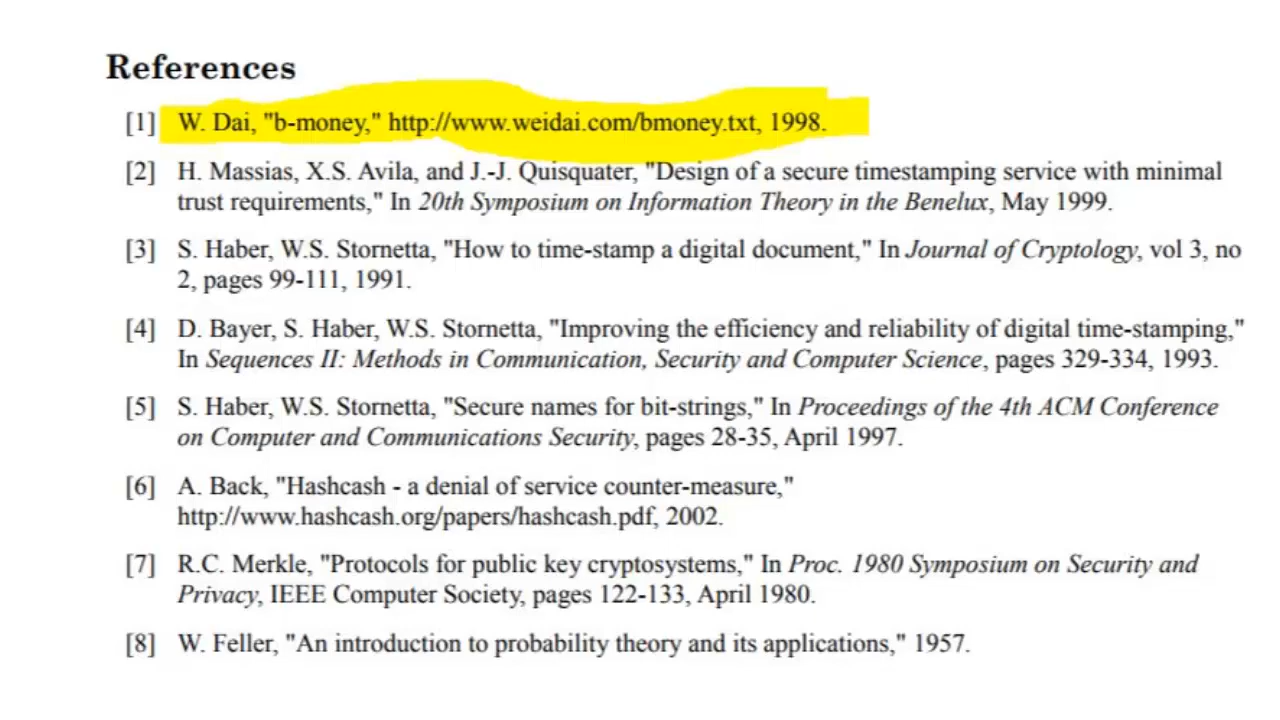 References
[1] W. Dai, "b-money," http://www.weidai.com/bmoney.txt, 1998.
[2] H. Massias, X.S. Avila, and J.-J. Quisquater, "Design of a secure timestamping service with minimal
trust requirements," In 20th Symposium on Information Theory in the Benelux, May 1999.
[3] S. Haber, W.S. Stornetta, "How to time-stamp a digital document," In Journal of Cryptology, vol 3, no
2, pages 99-111, 1991.
[4] D. Bayer, S. Haber, W.S. Stornetta, "Improving the efficiency and reliability of digital time-stamping,"
In Sequences II: Methods in Communication, Security and Computer Science, pages 329-334, 1993.
[5] S. Haber, W.S. Stornetta, "Secure names for bit-strings," In Proceedings of the 4th ACM Conference
on Computer and Communications Security, pages 28-35, April 1997.
[6] A. Back, "Hashcash - a denial of service counter-measure,"
http://www.hashcash.org/papers/hashcash.pdf, 2002.
[7] R.C. Merkle, "Protocols for public key cryptosystems," In Proc. 1980 Symposium on Security and
Privacy, IEEE Computer Society, pages 122-133, April 1980.
[8] W. Feller, "An introduction to probability theory and its applications," 1957.